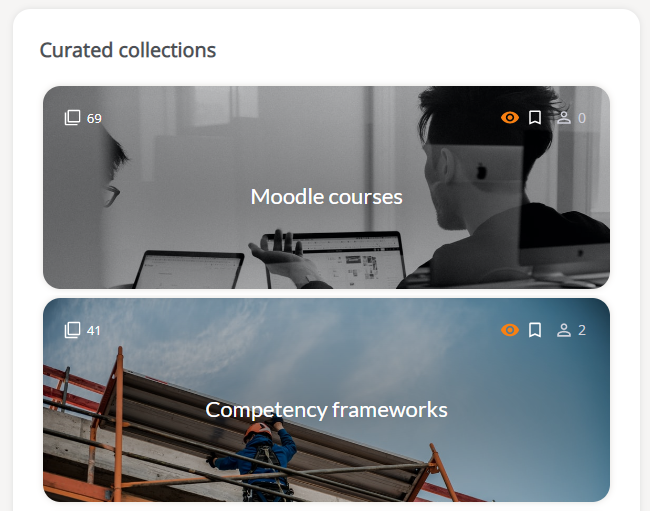 Curated collections
69
0
Moodle courses
41
2
Competency frameworks